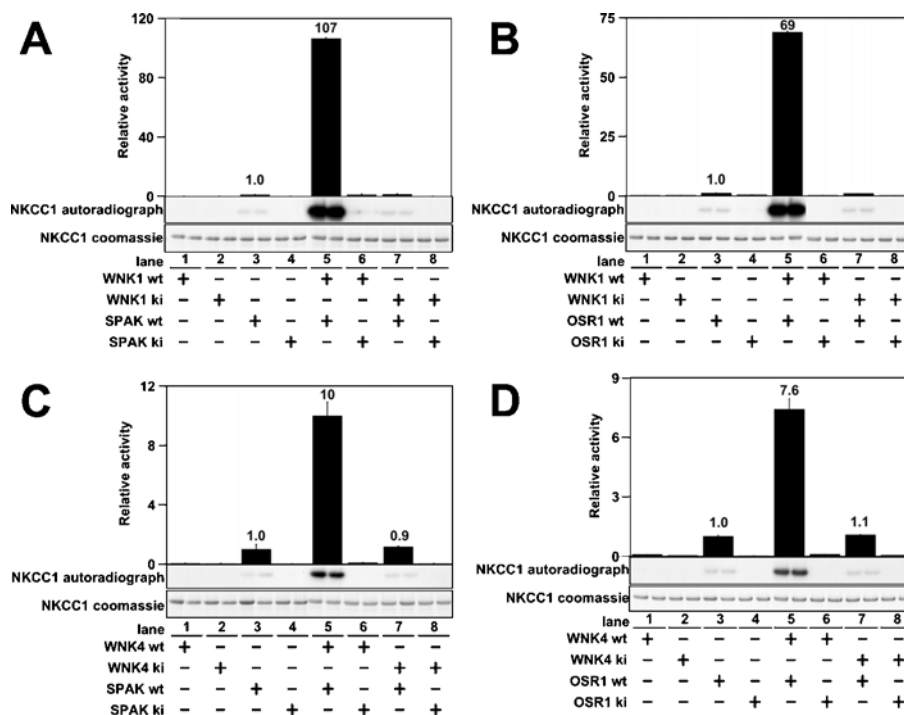 A
Relative activity
120
80
40
0
1.0
107
NKCC1 autoradiograph
NKCC1 coomassie
lane 1 2 3 4 5 6 7 8
WNK1 wt + − − − + + − −
WNK1 ki − + − − − − + +
SPAK wt − − + − + − + −
SPAK ki − − − + − + − +
B
Relative activity
75
50
25
0
1.0
69
NKCC1 autoradiograph
NKCC1 coomassie
lane 1 2 3 4 5 6 7 8
WNK1 wt + − − − + + − −
WNK1 ki − + − − − − + +
OSR1 wt − − + − + − + −
OSR1 ki − − − + − + − +
C
Relative activity
12
8
4
0
1.0
10
0.9
NKCC1 autoradiograph
NKCC1 coomassie
lane 1 2 3 4 5 6 7 8
WNK4 wt + − − − + + − −
WNK4 ki − + − − − − + +
SPAK wt − − + − + − + −
SPAK ki − − − + − + − +
D
Relative activity
9
6
3
0
1.0
7.6
1.1
NKCC1 autoradiograph
NKCC1 coomassie
lane 1 2 3 4 5 6 7 8
WNK4 wt + − − − + + − −
WNK4 ki − + − − − − + +
OSR1 wt − − + − + − + −
OSR1 ki − − − + − + − +